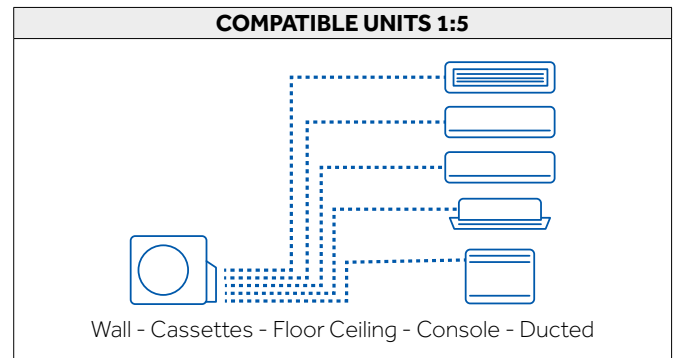 COMPATIBLE UNITS 1:5
Wall - Cassettes - Floor Ceiling - Console - Ducted